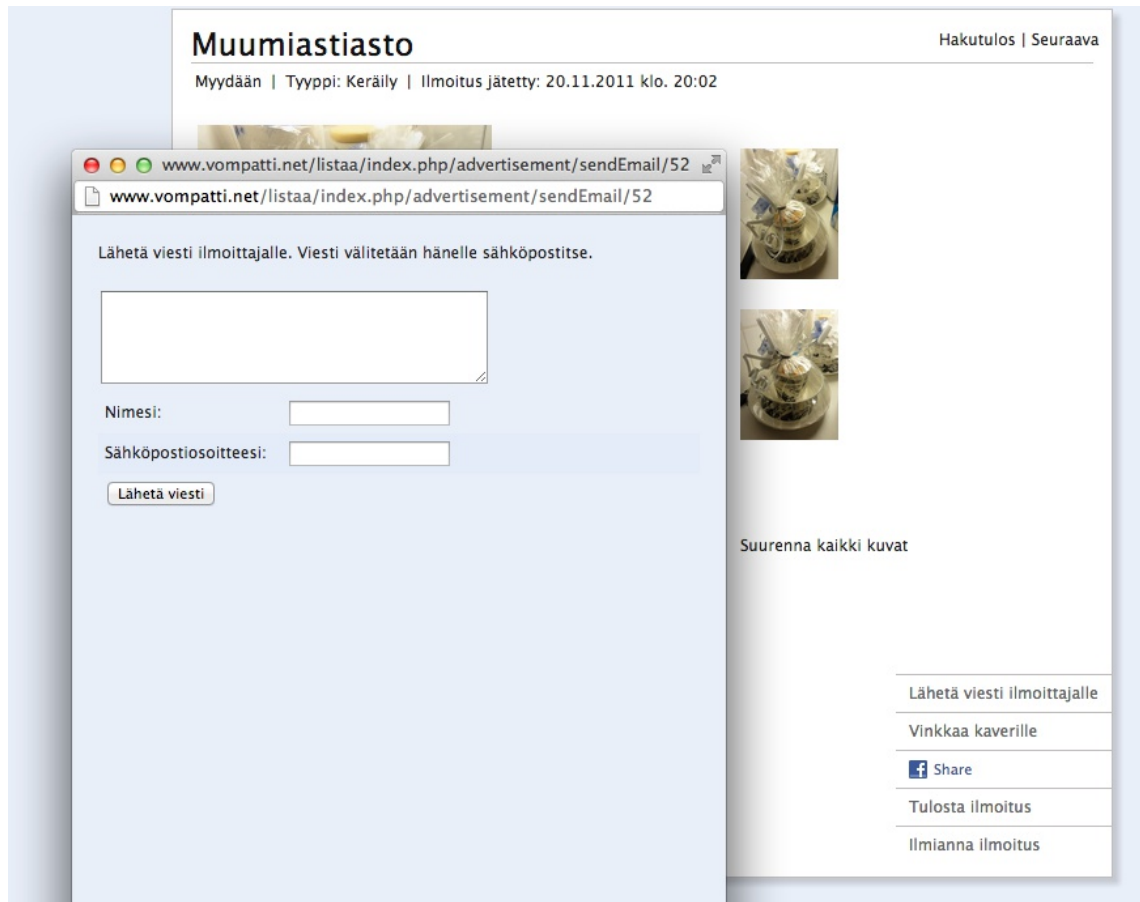 Muumiastiasto
Hakutulos | Seuraava
Myydään | Tyyppi: Keräily | Ilmoitus jätetty: 20.11.2011 klo. 20:02
www.vompatti.net/listaa/index.php/advertisement/sendEmail/52
www.vompatti.net/listaa/index.php/advertisement/sendEmail/52
Lähetä viesti ilmoittajalle. Viesti välitetään hänelle sähköpostitse.
Nimesi:
Sähköpostiosoitteesi:
Lähetä viesti
Suurenna kaikki kuvat
Lähetä viesti ilmoittajalle
Vinkkaa kaverille
f Share
Tulosta ilmoitus
Ilmianna ilmoitus